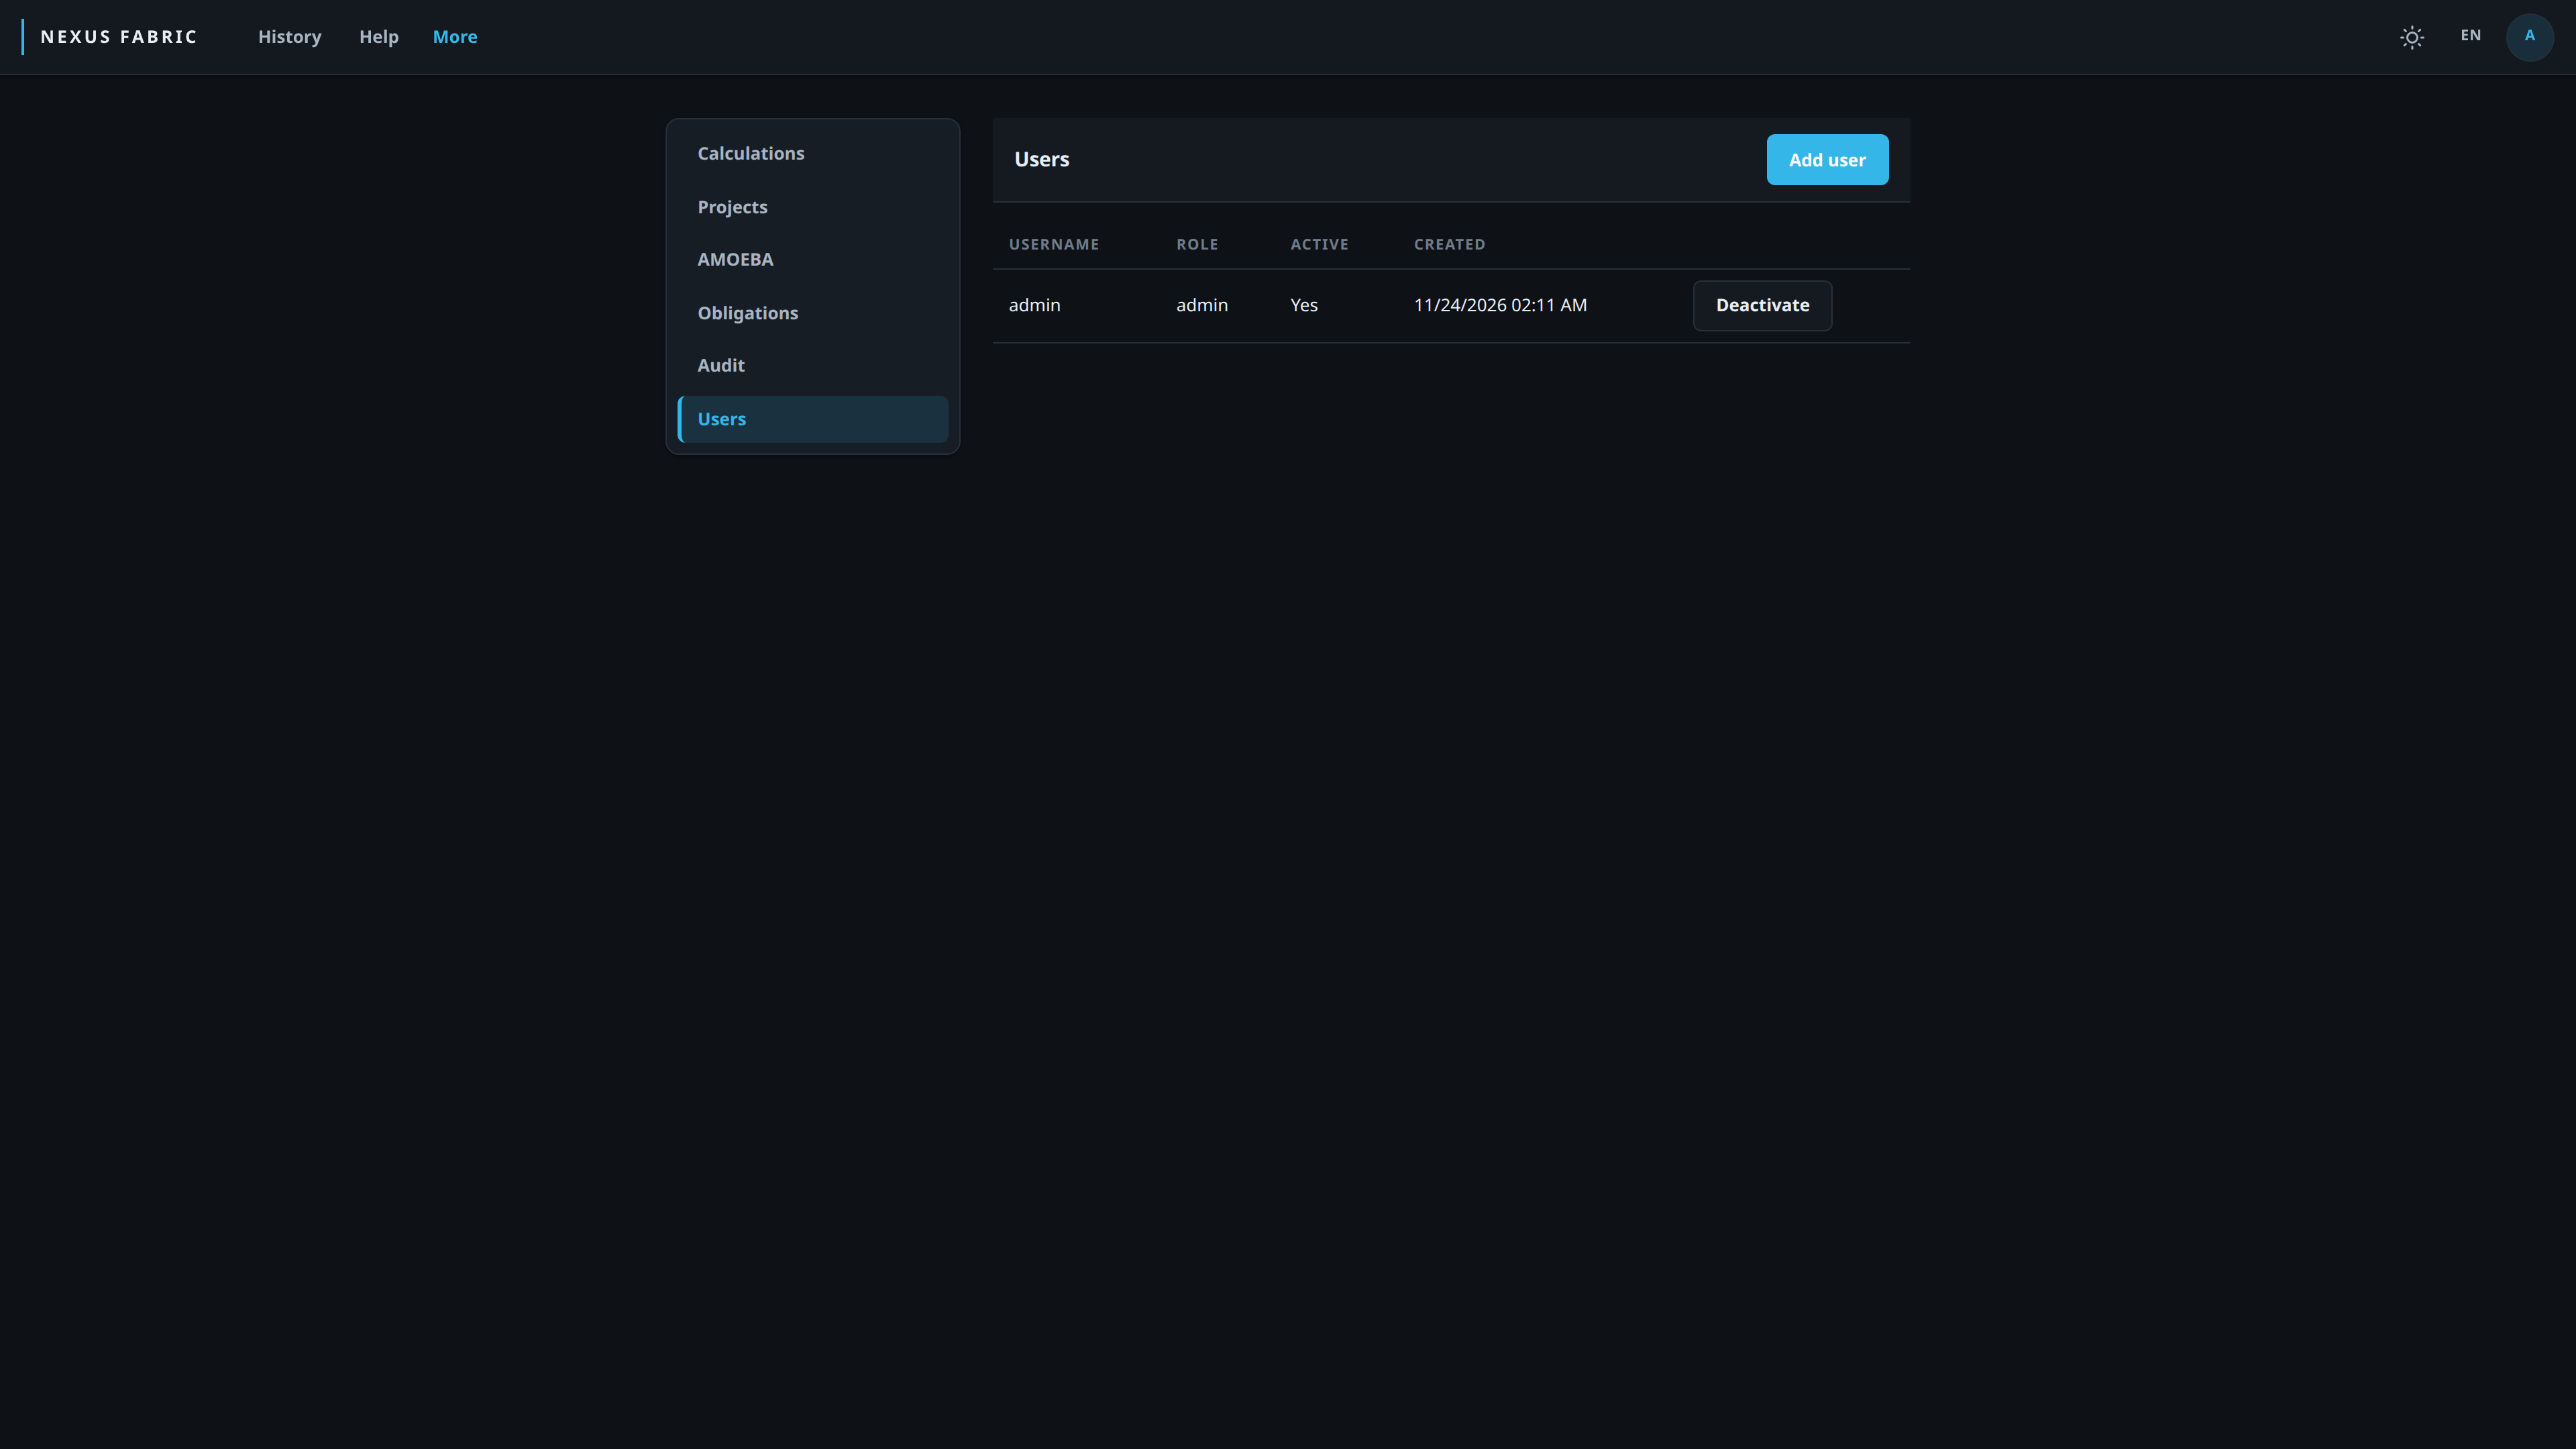 NEXUS FABRIC History Help More EN A
Calculations
Projects
AMOEBA
Obligations
Audit
Users
Users Add user
USERNAME ROLE ACTIVE CREATED
admin admin Yes 11/24/2026 02:11 AM Deactivate